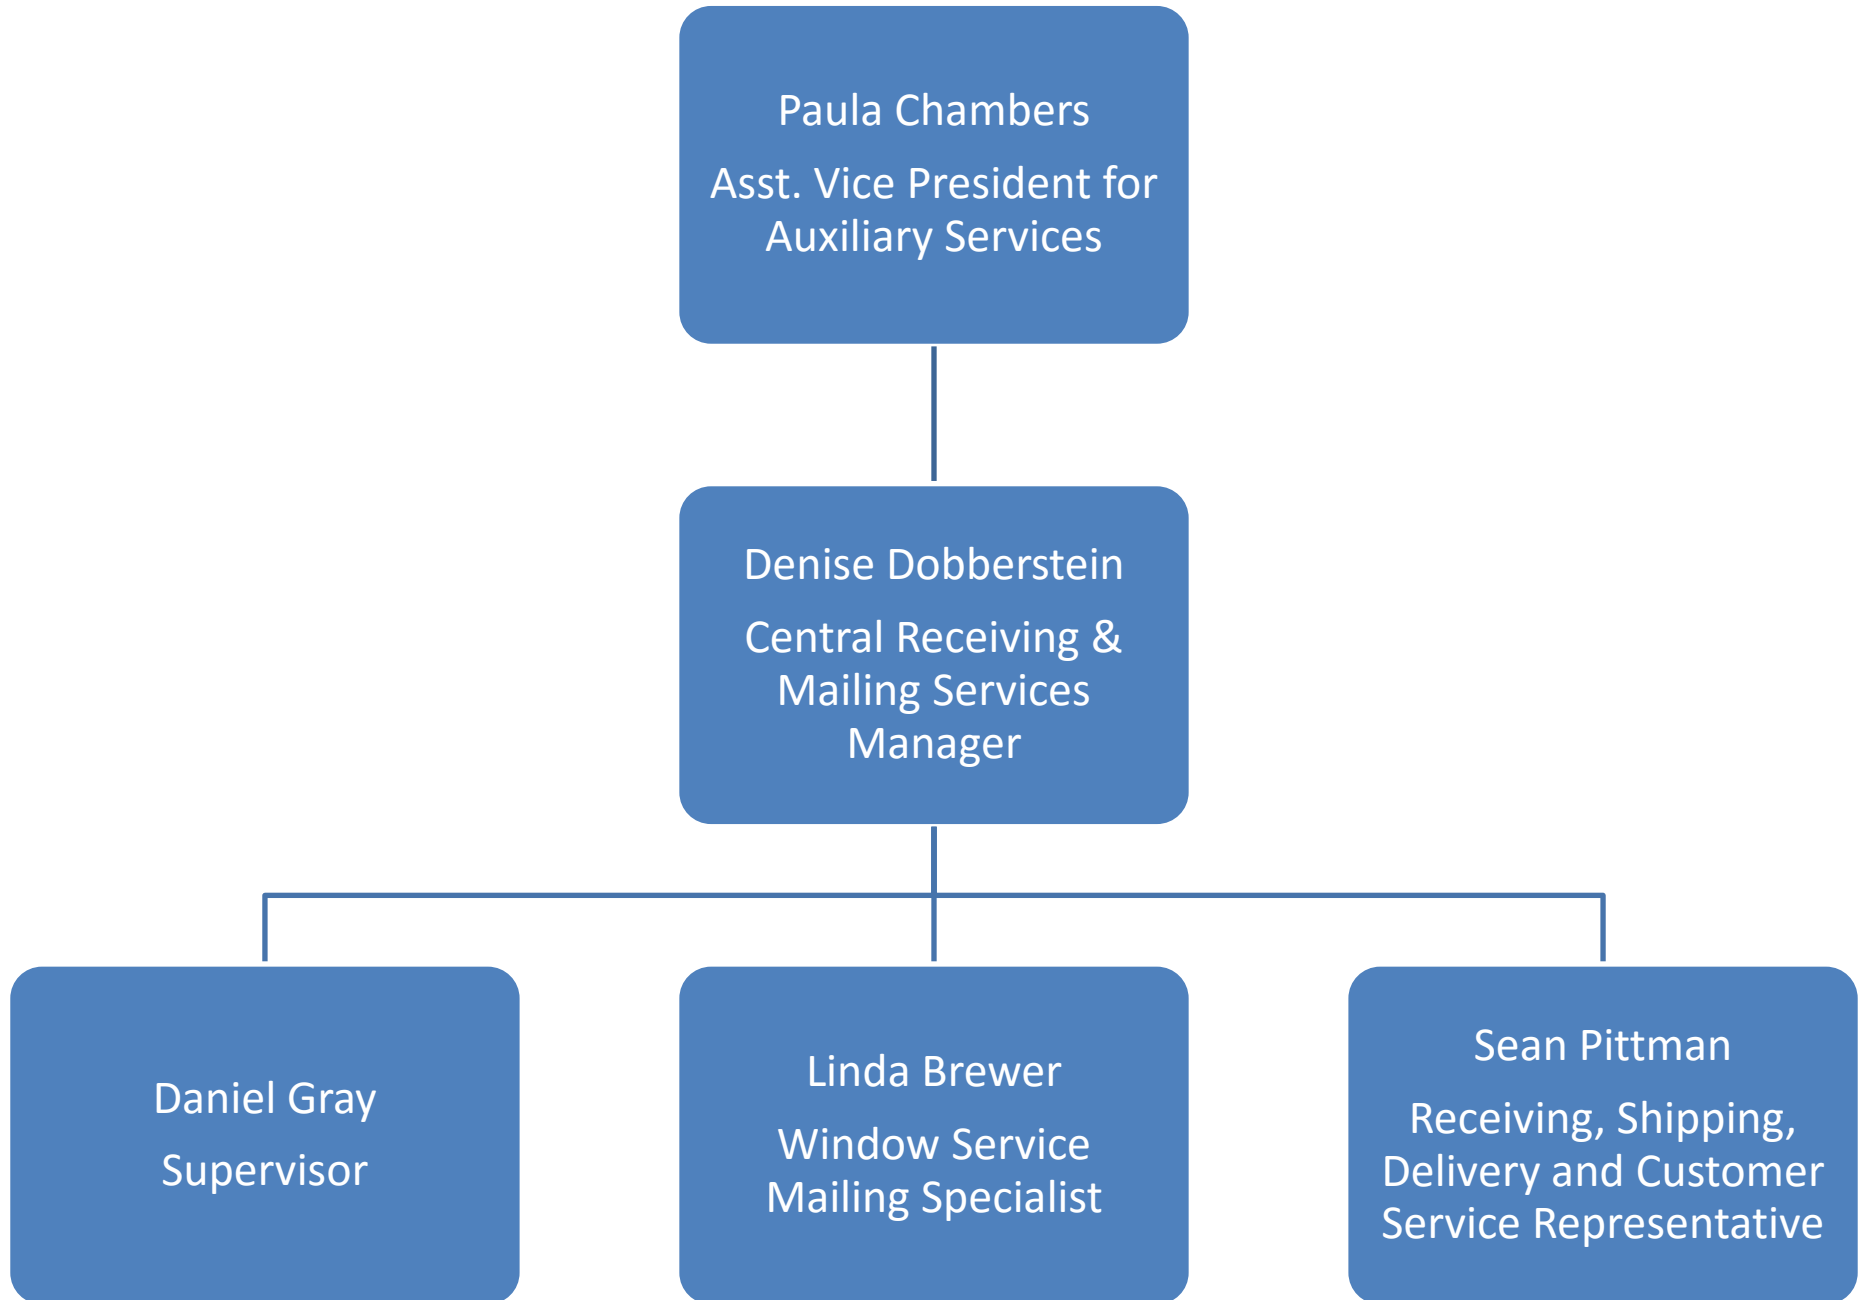 Paula Chambers
Asst. Vice President for
Auxiliary Services
Denise Dobberstein
Central Receiving &
Mailing Services
Manager
Daniel Gray
Supervisor
Linda Brewer
Window Service
Mailing Specialist
Sean Pittman
Receiving, Shipping,
Delivery and Customer
Service Representative